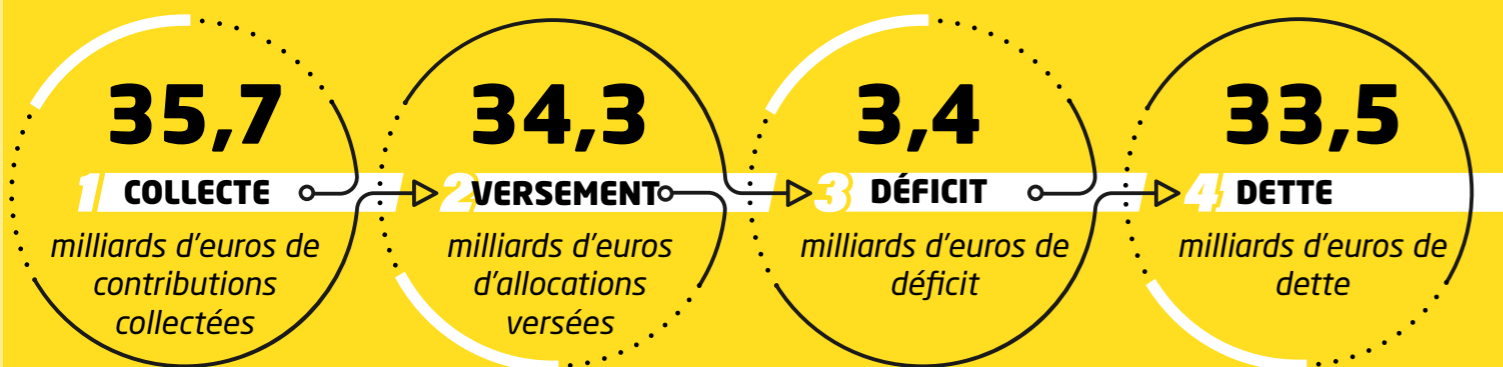 35,7
1 COLLECTE
milliards d'euros de
contributions
collectées
34,3
2 VERSEMENT
milliards d'euros
d'allocations
versées
3,4
3 DÉFICIT
milliards d'euros de
déficit
33,5
4 DETTE
milliards d'euros de
dette